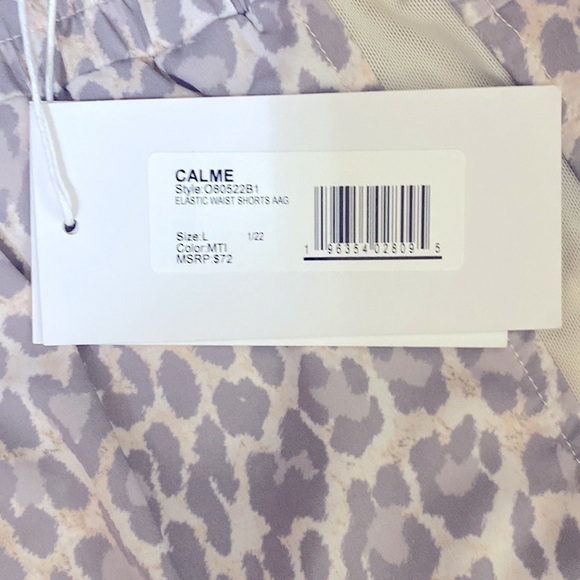 CALME
Style:O80522B1
ELASTIC WAIST SHORTS AAG
Size:L 1/22
Color:MTI
MSRP:$72
1 96354 02809 5